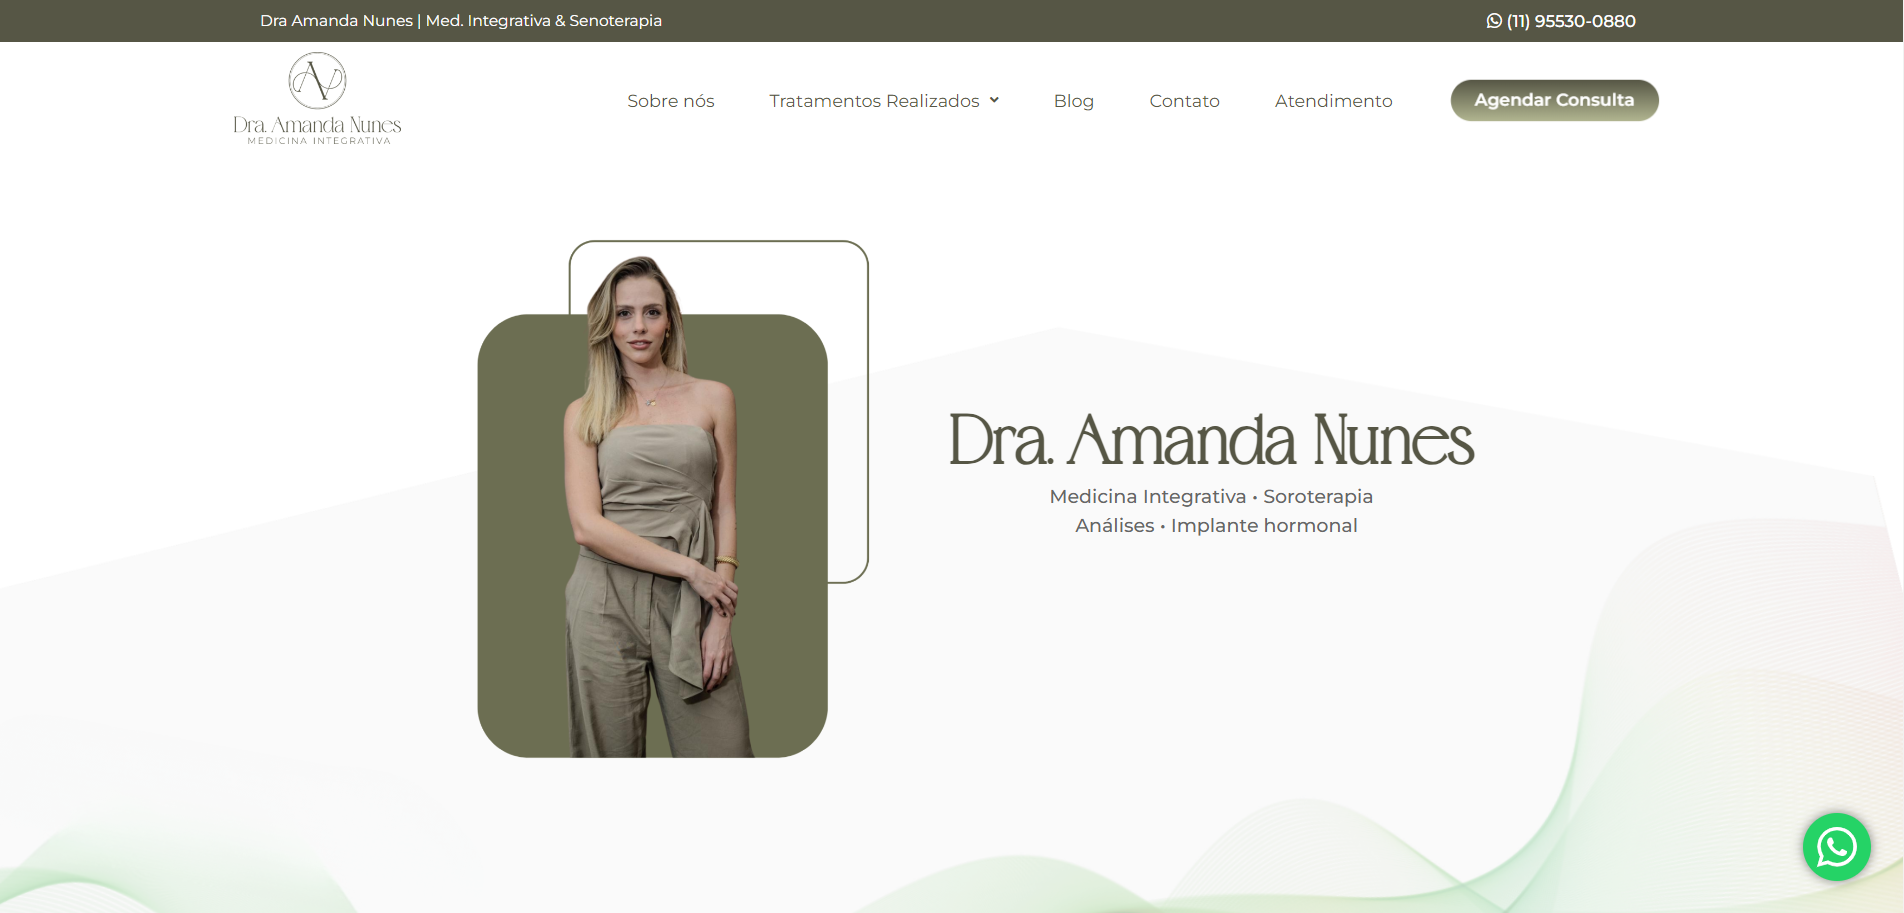 Dra Amanda Nunes | Med. Integrativa & Senoterapia
(11) 95530-0880
Dra. Amanda Nunes
MEDICINA INTEGRATIVA
Sobre nós
Tratamentos Realizados
Blog
Contato
Atendimento
Agendar Consulta
Dra. Amanda Nunes
Medicina Integrativa • Soroterapia
Análises • Implante hormonal